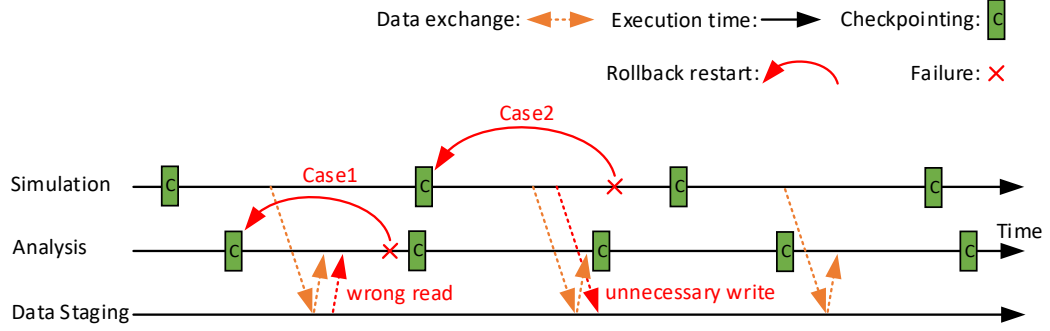 Data exchange: Execution time: Checkpointing: C
Rollback restart: Failure:
Case2
C C C C
Simulation
Case1
Time
Analysis C C C C C
wrong read unnecessary write
Data Staging